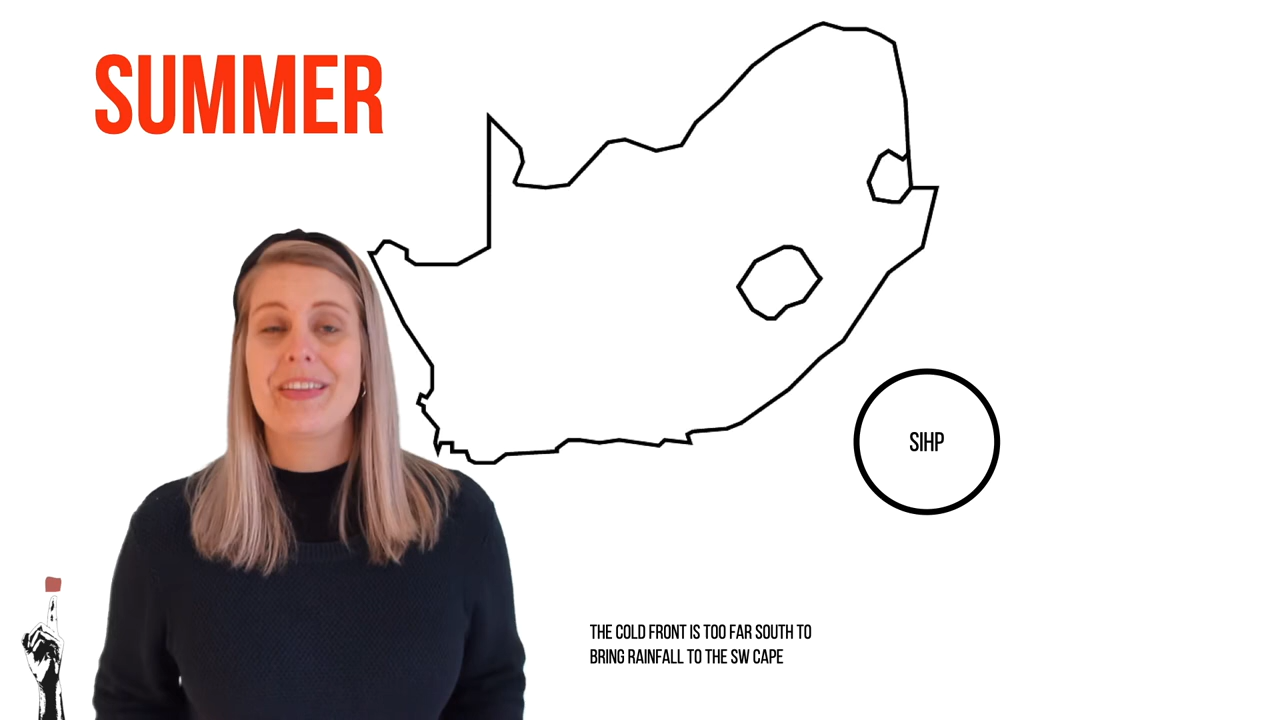 SUMMER
SIHP
THE COLD FRONT IS TOO FAR SOUTH TO
BRING RAINFALL TO THE SW CAPE